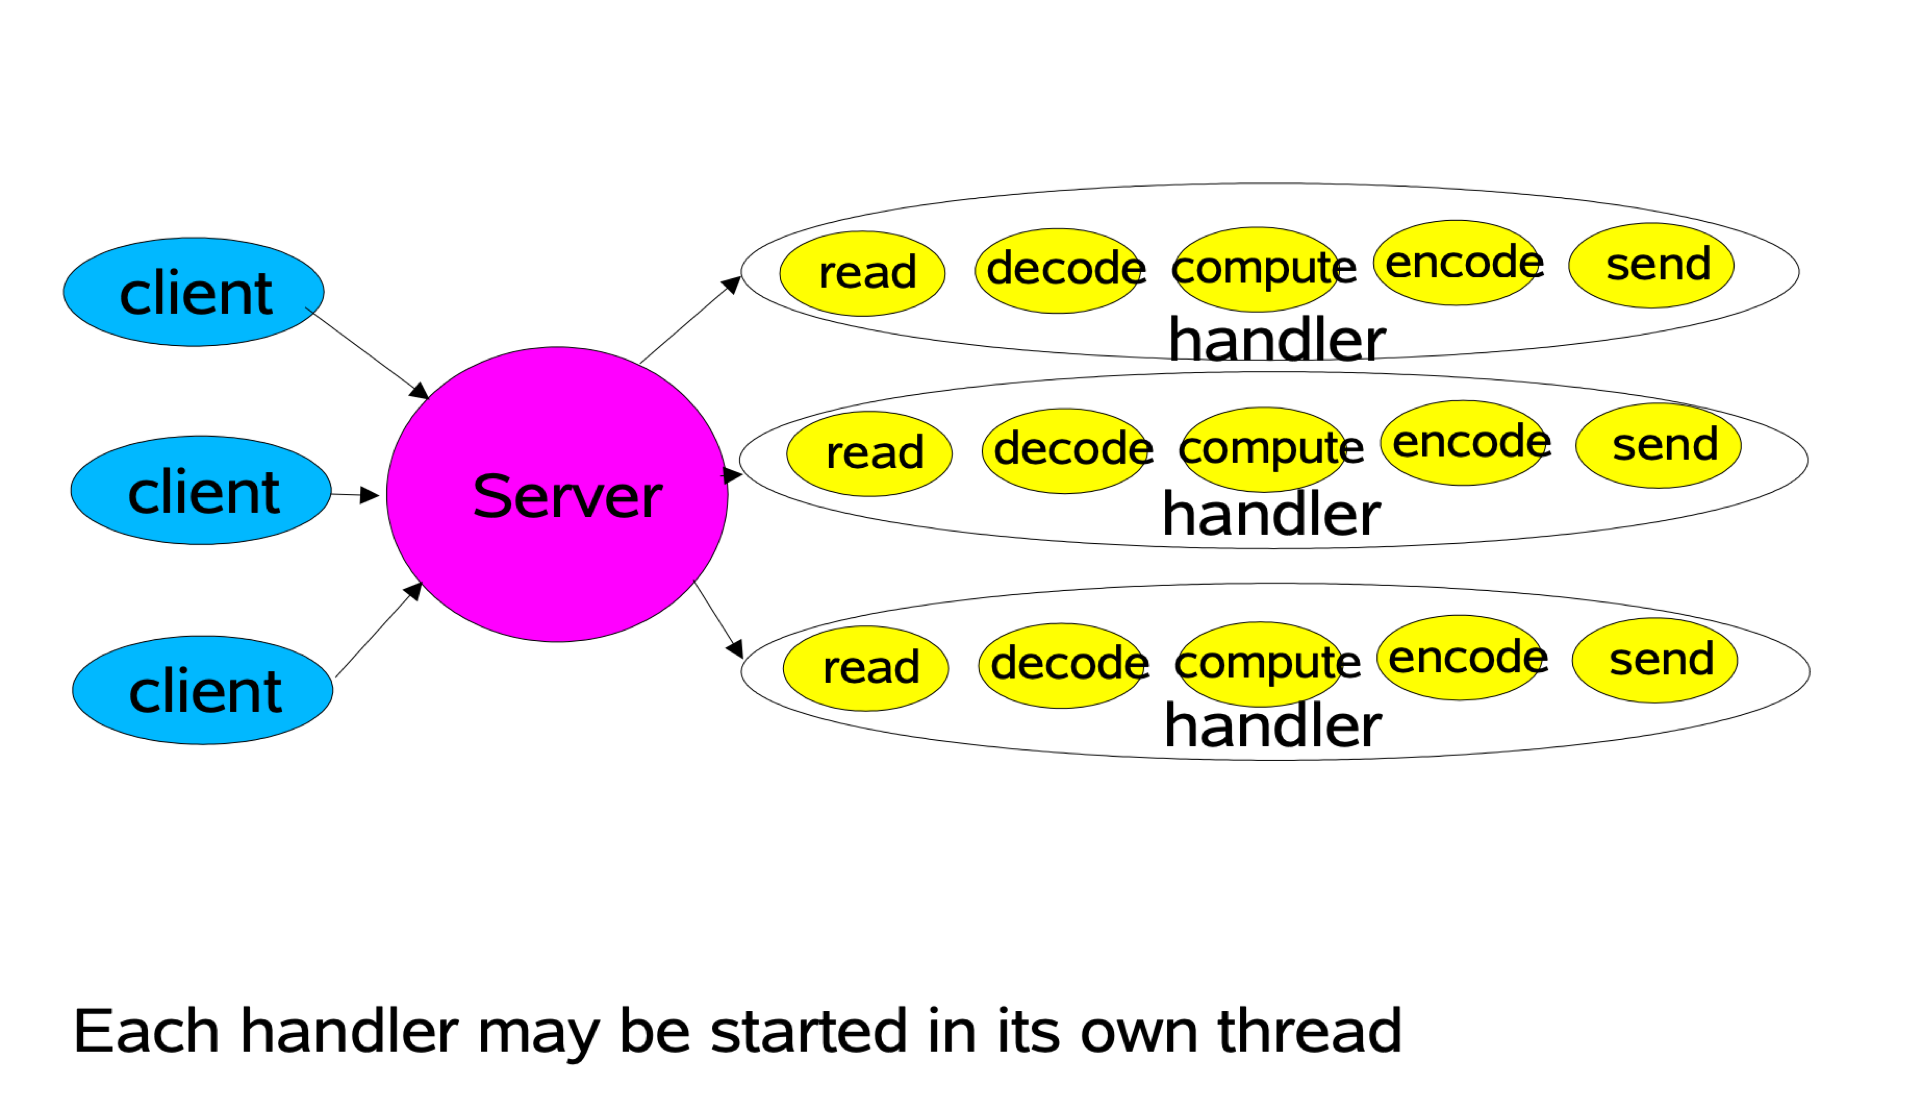 client
client
client
Server
read decode compute encode send
handler
read decode compute encode send
handler
read decode compute encode send
handler
Each handler may be started in its own thread